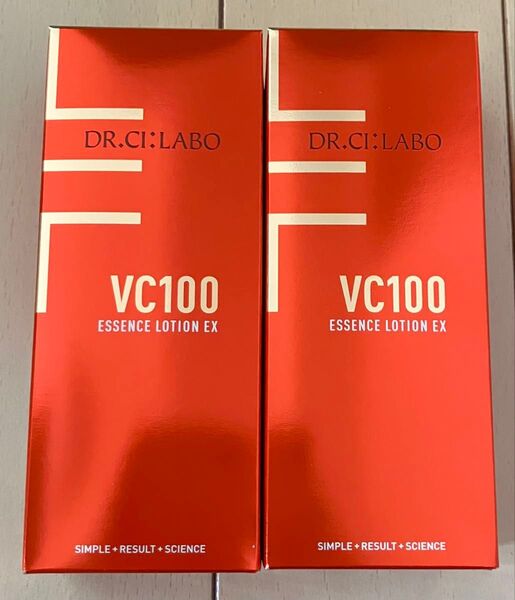 DR.CI:LABO
VC100
ESSENCE LOTION EX
SIMPLE + RESULT + SCIENCE
DR.CI:LABO
VC100
ESSENCE LOTION EX
SIMPLE + RESULT + SCIENCE